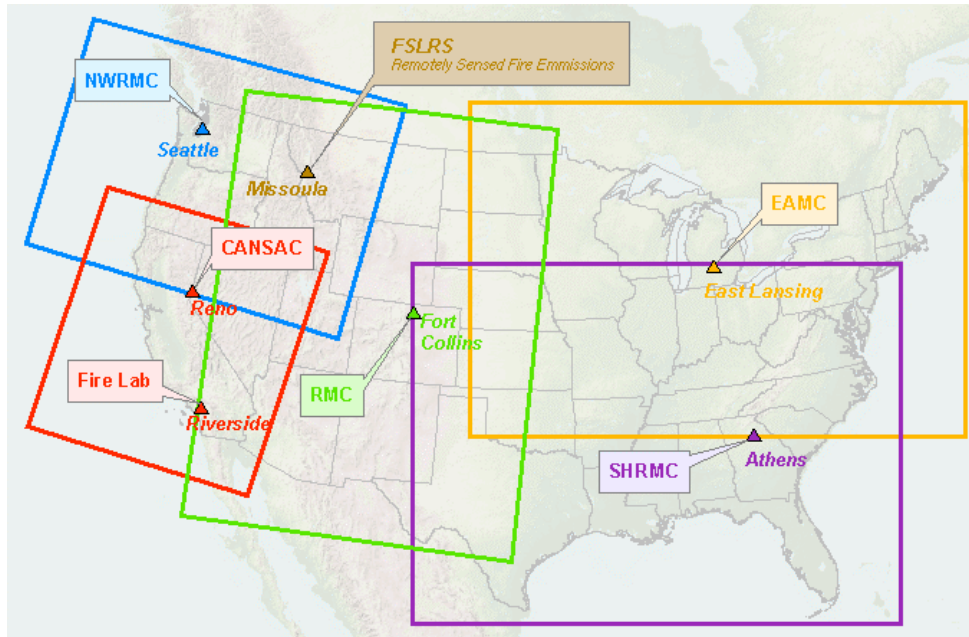 FSLRS
Remotely Sensed Fire Emmissions
NWRMC
Seattle
Missoula
EAMC
CANSAC
East Lansing
Reno
Fort
Collins
Fire Lab
RMC
Riverside
SHRMC
Athens